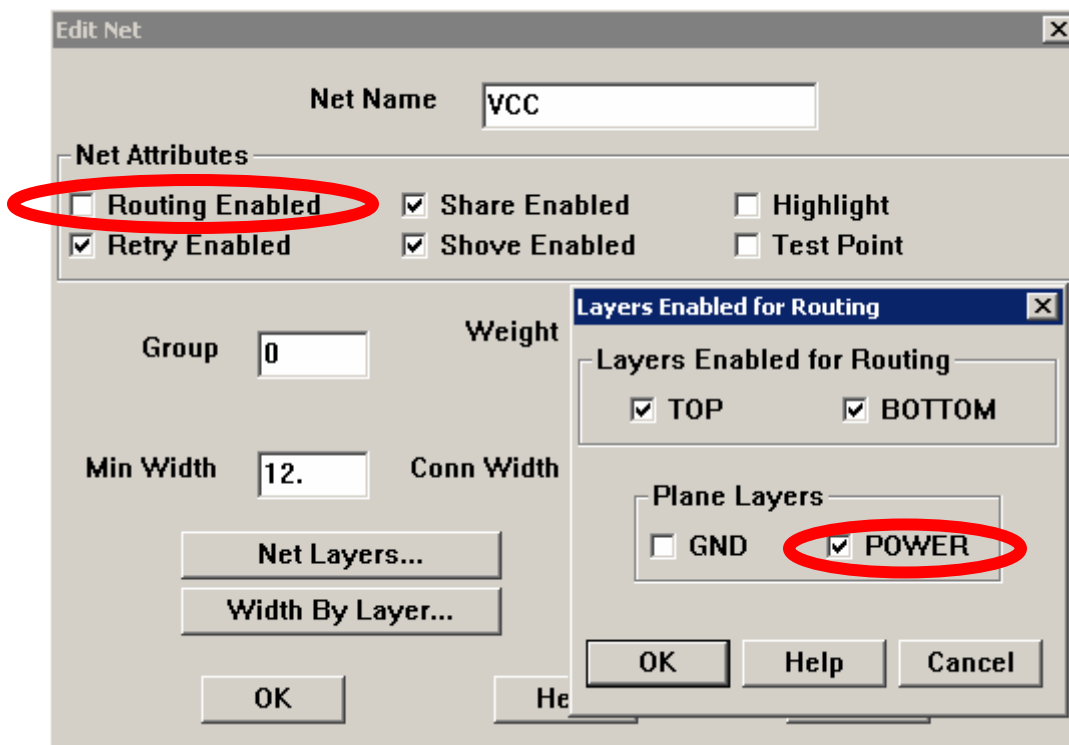 Edit Net
Net Name VCC
Net Attributes
Routing Enabled Share Enabled Highlight
Retry Enabled Shove Enabled Test Point
Group 0 Weight
Min Width 12. Conn Width
Net Layers...
Width By Layer...
OK He
Layers Enabled for Routing
Layers Enabled for Routing
TOP BOTTOM
Plane Layers
GND POWER
OK Help Cancel